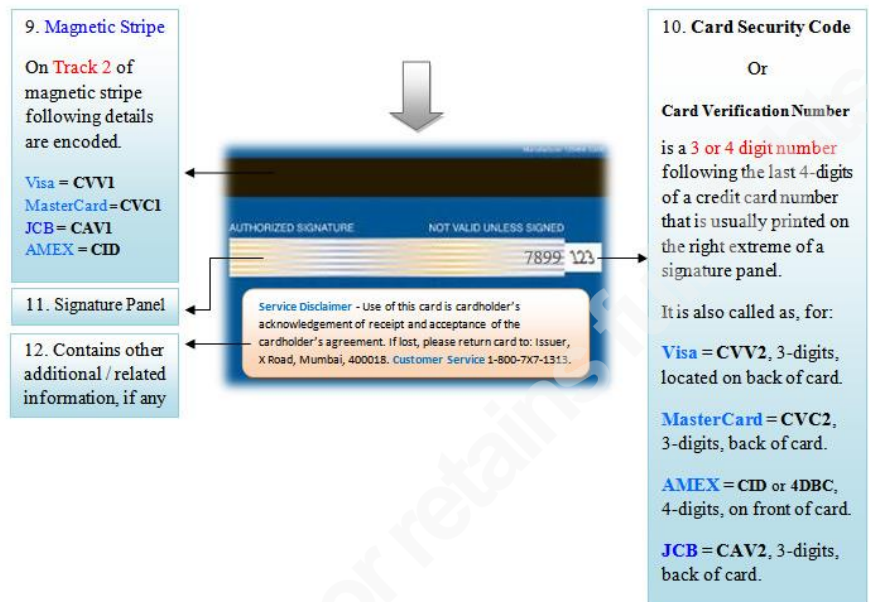 9. Magnetic Stripe
On Track 2 of
magnetic stripe
following details
are encoded.
Visa = CVV1
MasterCard = CVC1
JCB = CAV1
AMEX = CID
11. Signature Panel
12. Contains other
additional / related
information, if any
AUTHORIZED SIGNATURE NOT VALID UNLESS SIGNED
7899 123
Service Disclaimer - Use of this card is cardholder's
acknowledgement of receipt and acceptance of the
cardholder's agreement. If lost, please return card to: Issuer,
X Road, Mumbai, 400018. Customer Service 1-800-7X7-1313.
10. Card Security Code
Or
Card Verification Number
is a 3 or 4 digit number
following the last 4-digits
of a credit card number
that is usually printed on
the right extreme of a
signature panel.
It is also called as, for:
Visa = CVV2, 3-digits,
located on back of card.
MasterCard = CVC2,
3-digits, back of card.
AMEX = CID or 4DBC,
4-digits, on front of card.
JCB = CAV2, 3-digits,
back of card.